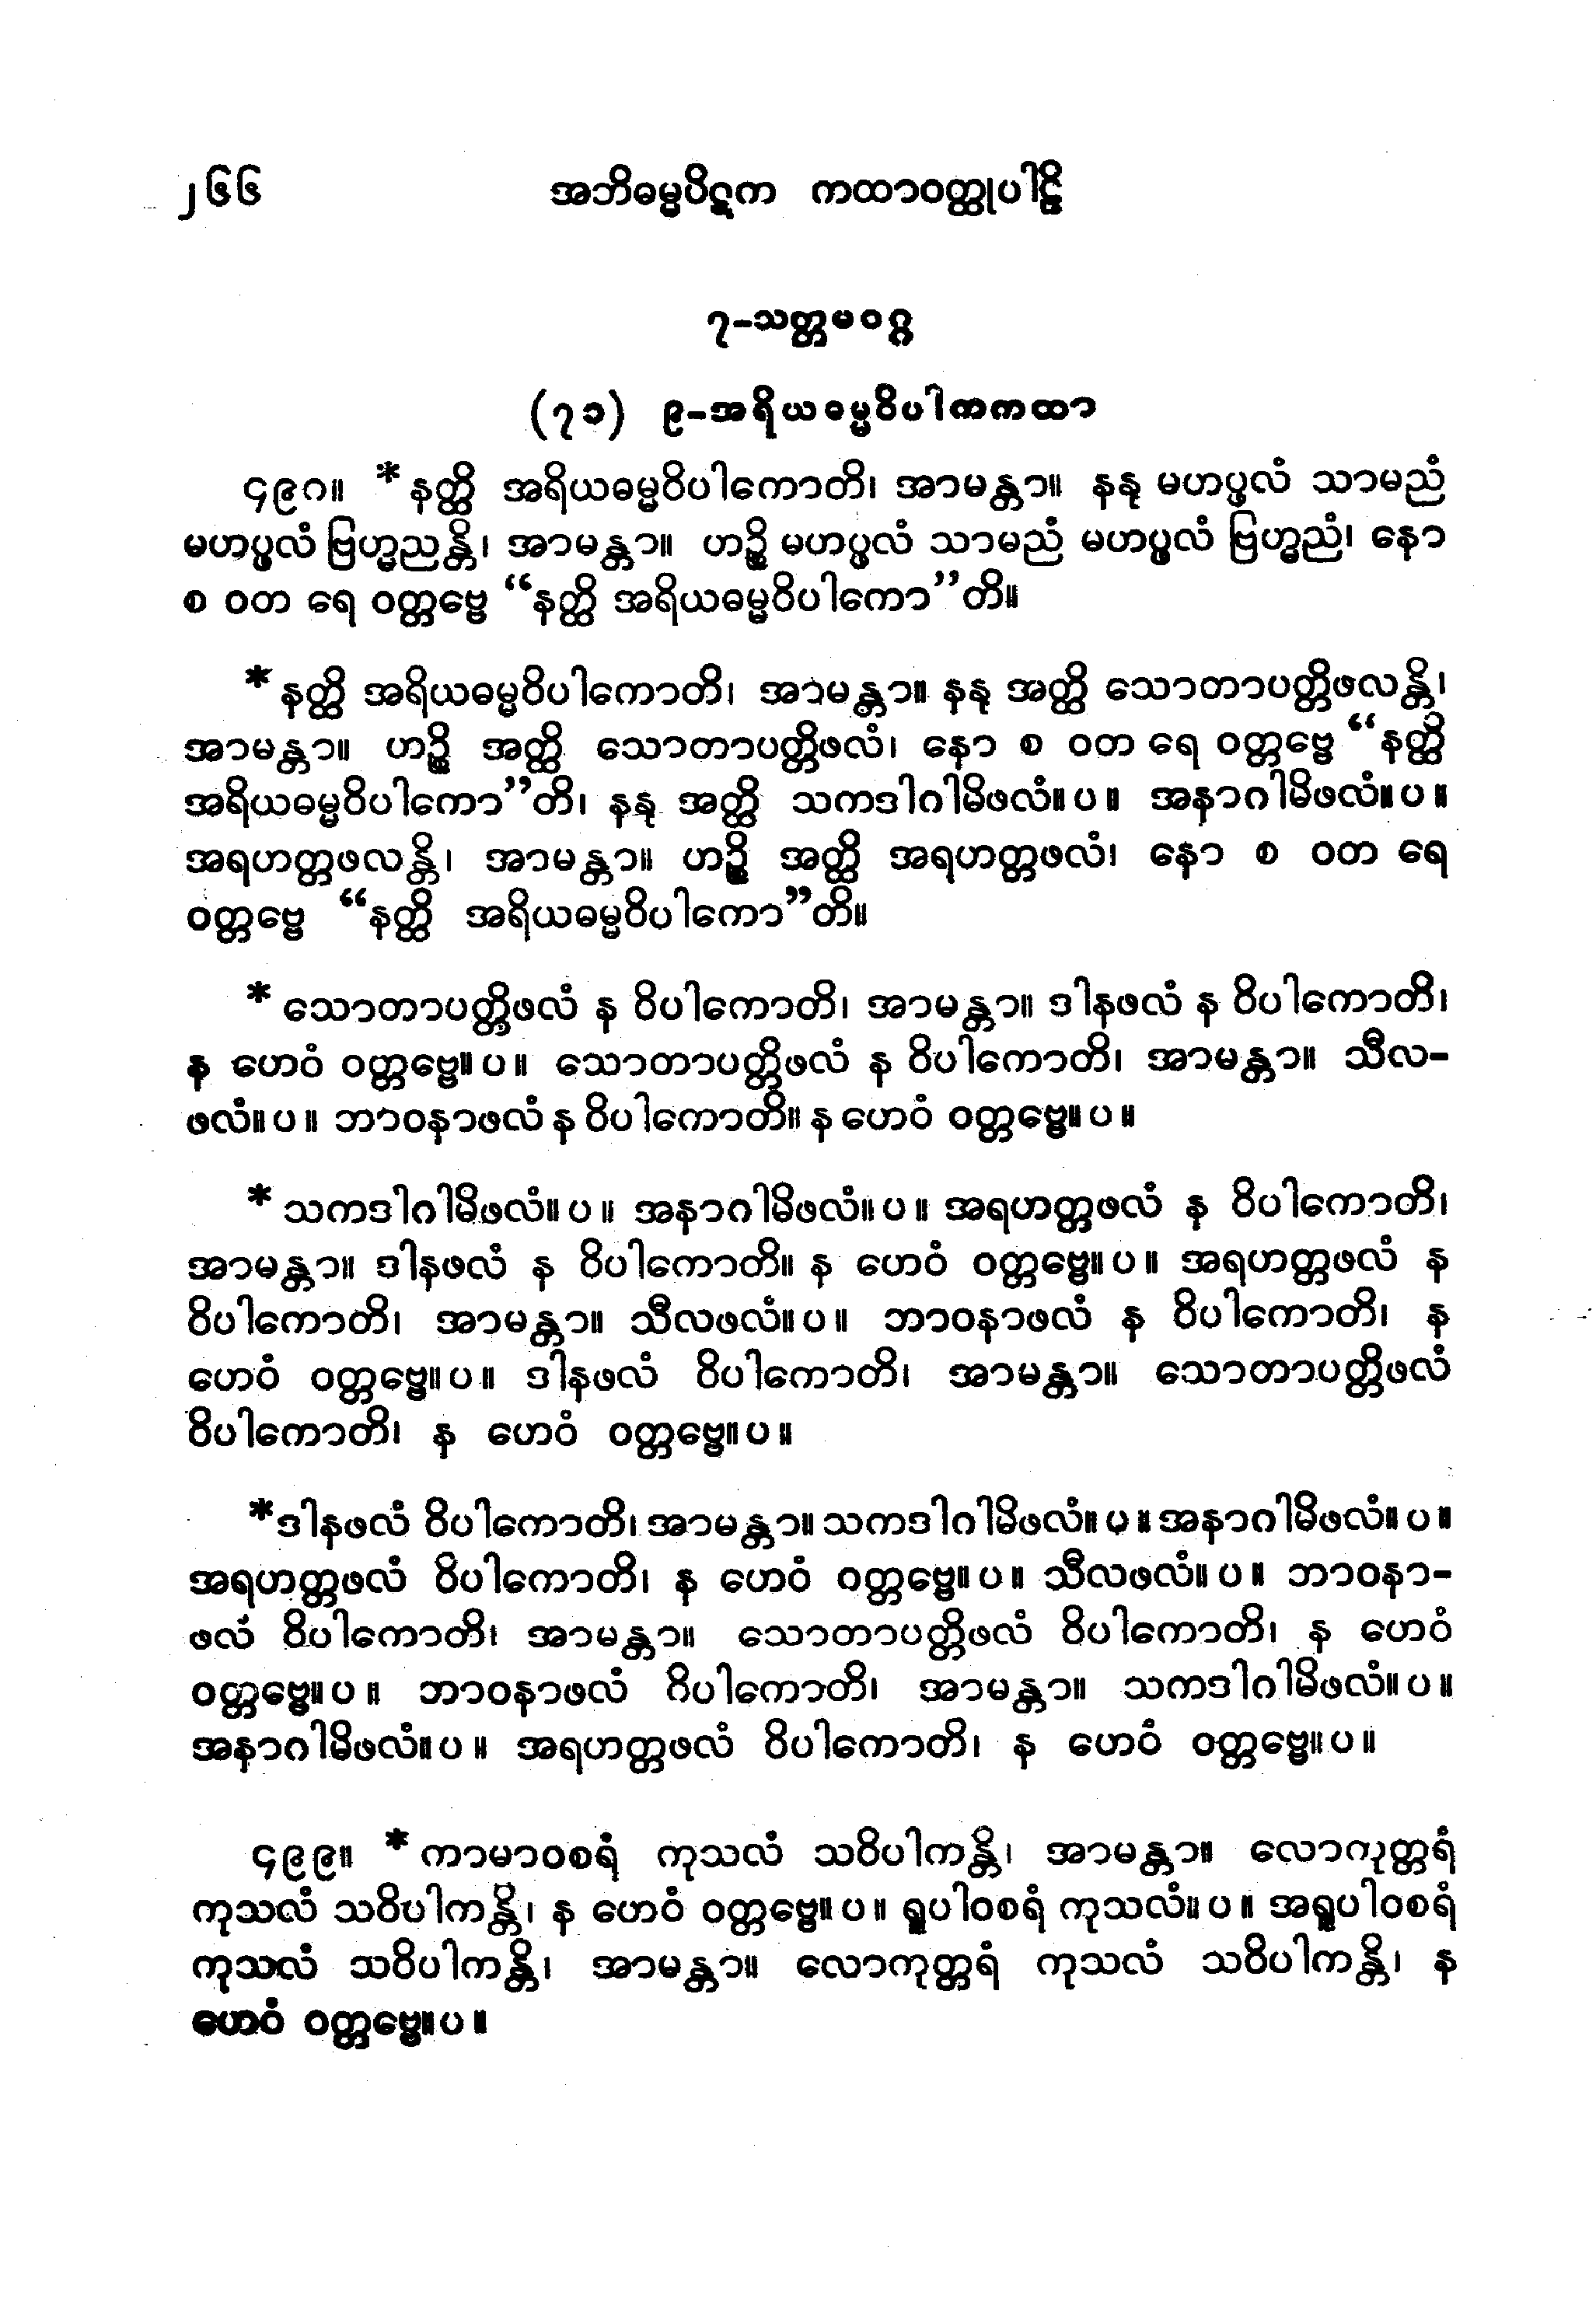 ၂၆၆ အဘိဓမ္မပိဋက ကထာဝတ္ထုပါဠိ
၇-သတ္တမဝဂ္ဂ
(၇၁) ၉-အရိယဓမ္မဝိပါကကထာ
၄၉၈။ *နတ္ထိ အရိယဓမ္မဝိပါကောတိ၊ အာမန္တာ။ နနု မဟပ္ဖလံ သာမညံ
မဟပ္ဖလံ ဗြဟ္မညန္တိ၊ အာမန္တာ။ ဟဉ္စိ မဟပ္ဖလံ သာမညံ မဟပ္ဖလံ ဗြဟ္မညံ၊ နော
စ ဝတ ရေ ဝတ္တဗ္ဗေ “နတ္ထိ အရိယဓမ္မဝိပါကော”တိ။
*နတ္ထိ အရိယဓမ္မဝိပါကောတိ၊ အာမန္တာ။ နနု အတ္ထိ သောတာပတ္တိဖလန္တိ၊
အာမန္တာ။ ဟဉ္စိ အတ္ထိ သောတာပတ္တိဖလံ၊ နော စ ဝတ ရေ ဝတ္တဗ္ဗေ “နတ္ထိ
အရိယဓမ္မဝိပါကော”တိ၊ နနု အတ္ထိ သကဒါဂါမိဖလံ။ ပ ။ အနာဂါမိဖလံ။ ပ ။
အရဟတ္တဖလန္တိ၊ အာမန္တာ။ ဟဉ္စိ အတ္ထိ အရဟတ္တဖလံ၊ နော စ ဝတ ရေ
ဝတ္တဗ္ဗေ “နတ္ထိ အရိယဓမ္မဝိပါကော”တိ။
* သောတာပတ္တိဖလံ န ဝိပါကောတိ၊ အာမန္တာ။ ဒါနဖလံ န ဝိပါကောတိ၊
န ဟေဝံ ဝတ္တဗ္ဗေ။ ပ ။ သောတာပတ္တိဖလံ န ဝိပါကောတိ၊ အာမန္တာ။ သီလ-
ဖလံ။ ပ ။ ဘာဝနာဖလံ န ဝိပါကောတိ။ န ဟေဝံ ဝတ္တဗ္ဗေ။ ပ ။
* သကဒါဂါမိဖလံ။ ပ ။ အနာဂါမိဖလံ။ ပ ။ အရဟတ္တဖလံ န ဝိပါကောတိ၊
အာမန္တာ။ ဒါနဖလံ န ဝိပါကောတိ။ န ဟေဝံ ဝတ္တဗ္ဗေ။ ပ ။ အရဟတ္တဖလံ န
ဝိပါကောတိ၊ အာမန္တာ။ သီလဖလံ။ ပ ။ ဘာဝနာဖလံ န ဝိပါကောတိ၊ န
ဟေဝံ ဝတ္တဗ္ဗေ။ ပ ။ ဒါနဖလံ ဝိပါကောတိ၊ အာမန္တာ။ သောတာပတ္တိဖလံ
ဝိပါကောတိ၊ န ဟေဝံ ဝတ္တဗ္ဗေ။ ပ ။
*ဒါနဖလံ ဝိပါကောတိ၊ အာမန္တာ။ သကဒါဂါမိဖလံ။ ပ ။ အနာဂါမိဖလံ။ ပ ။
အရဟတ္တဖလံ ဝိပါကောတိ၊ န ဟေဝံ ဝတ္တဗ္ဗေ။ ပ ။ သီလဖလံ။ ပ ။ ဘာဝနာ-
ဖလံ ဝိပါကောတိ၊ အာမန္တာ။ သောတာပတ္တိဖလံ ဝိပါကောတိ၊ န ဟေဝံ
ဝတ္တဗ္ဗေ။ ပ ။ ဘာဝနာဖလံ ဝိပါကောတိ၊ အာမန္တာ။ သကဒါဂါမိဖလံ။ ပ ။
အနာဂါမိဖလံ။ ပ ။ အရဟတ္တဖလံ ဝိပါကောတိ၊ န ဟေဝံ ဝတ္တဗ္ဗေ။ ပ ။
၄၉၉။ * ကာမာဝစရံ ကုသလံ သဝိပါကန္တိ၊ အာမန္တာ။ လောကုတ္တရံ
ကုသလံ သဝိပါကန္တိ၊ န ဟေဝံ ဝတ္တဗ္ဗေ။ ပ ။ ရူပါဝစရံ ကုသလံ။ ပ ။ အရူပါဝစရံ
ကုသလံ သဝိပါကန္တိ၊ အာမန္တာ။ လောကုတ္တရံ ကုသလံ သဝိပါကန္တိ၊ န
ဟေဝံ ဝတ္တဗ္ဗေ။ ပ ။